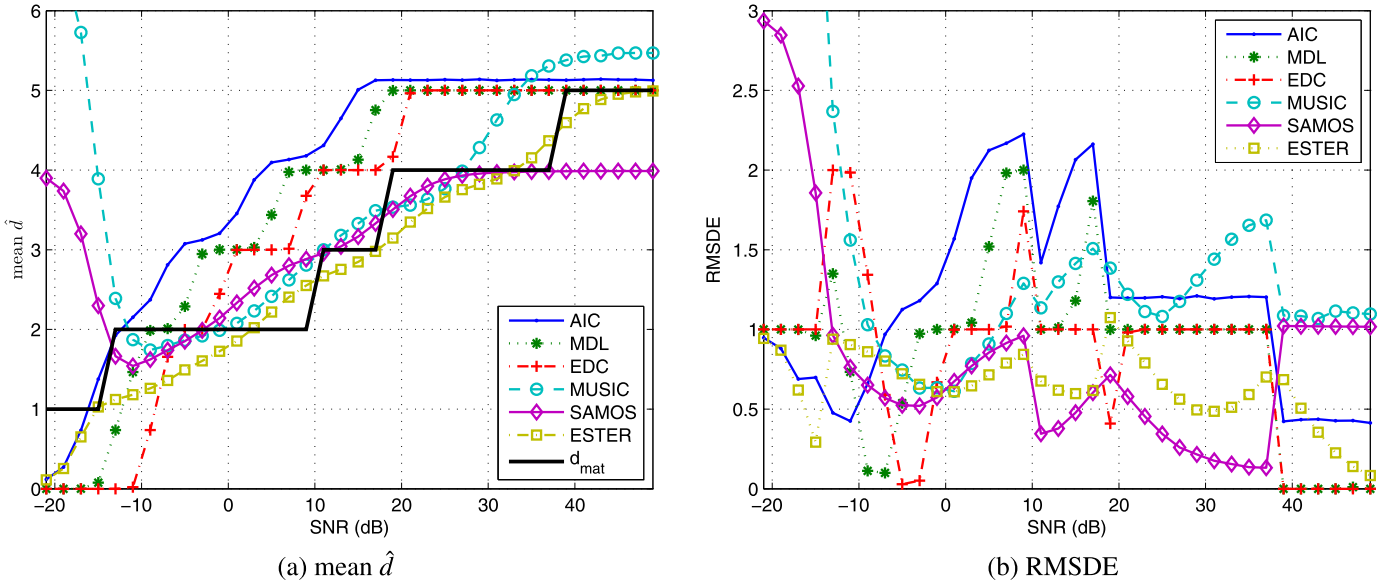 6
5
4
3
2
1
0
mean d̂
−20
−10
0
10
20
30
40
SNR (dB)
AIC
MDL
EDC
MUSIC
SAMOS
ESTER
d_mat
(a) mean d̂
3
2.5
2
1.5
1
0.5
0
RMSDE
−20
−10
0
10
20
30
40
SNR (dB)
AIC
MDL
EDC
MUSIC
SAMOS
ESTER
(b) RMSDE